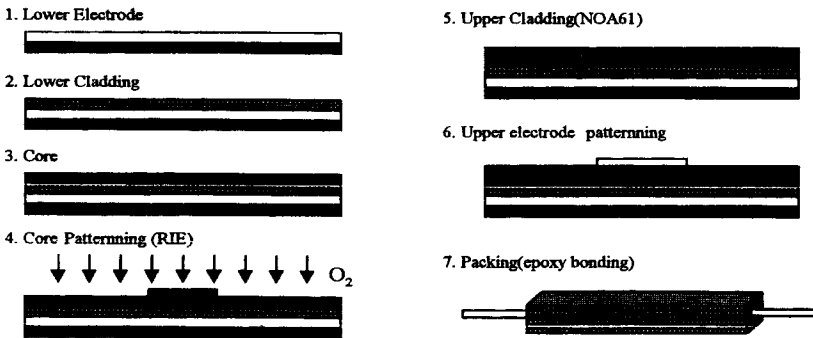 1. Lower Electrode
2. Lower Cladding
3. Core
4. Core Patternning (RIE)
O2
5. Upper Cladding(NOA61)
6. Upper electrode patternning
7. Packing(epoxy bonding)